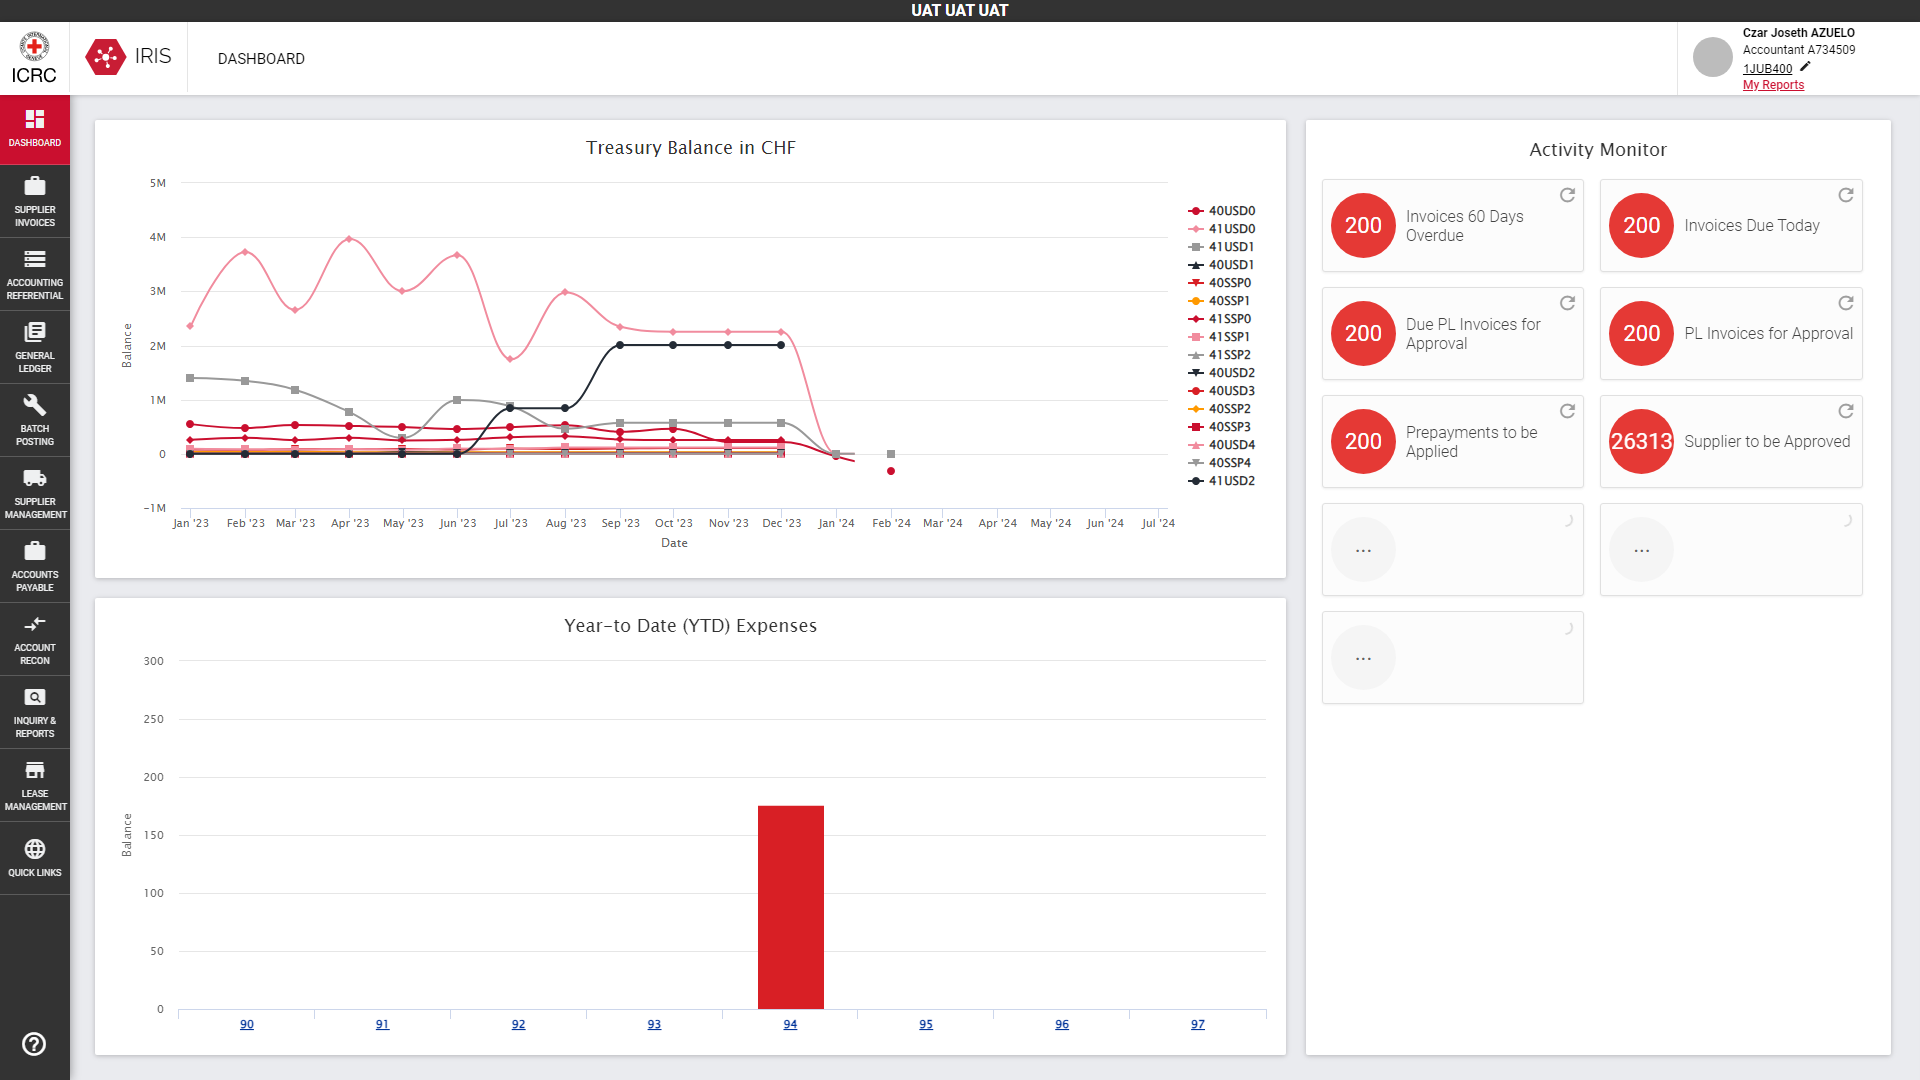 UAT UAT UAT
ICRC
IRIS
DASHBOARD
Czar Joseth AZUELO
Accountant A734509
1JUB400
My Reports
DASHBOARD
SUPPLIER
INVOICES
ACCOUNTING
REFERENTIAL
GENERAL
LEDGER
BATCH
POSTING
SUPPLIER
MANAGEMENT
ACCOUNTS
PAYABLE
ACCOUNT
RECON
INQUIRY &
REPORTS
LEASE
MANAGEMENT
QUICK LINKS
Treasury Balance in CHF
Balance
5M
4M
3M
2M
1M
0
-1M
Jan '23 Feb '23 Mar '23 Apr '23 May '23 Jun '23 Jul '23 Aug '23 Sep '23 Oct '23 Nov '23 Dec '23 Jan '24 Feb '24 Mar '24 Apr '24 May '24 Jun '24 Jul '24
Date
40USD0
41USD0
41USD1
40USD1
40SSP0
40SSP1
41SSP0
41SSP1
41SSP2
40USD2
40USD3
40SSP2
40SSP3
40USD4
40SSP4
41USD2
Year-to Date (YTD) Expenses
Balance
300
250
200
150
100
50
0
90 91 92 93 94 95 96 97
Activity Monitor
200 Invoices 60 Days
Overdue
200 Invoices Due Today
200 Due PL Invoices for
Approval
200 PL Invoices for Approval
200 Prepayments to be
Applied
26313 Supplier to be Approved
...
...
...